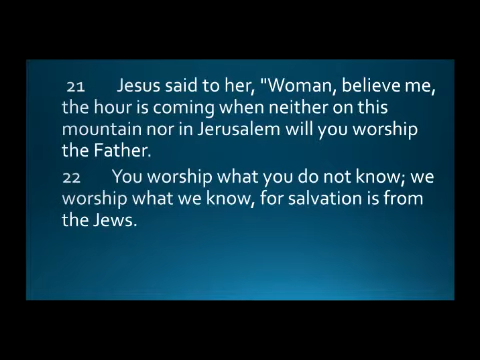 21 Jesus said to her, "Woman, believe me,
the hour is coming when neither on this
mountain nor in Jerusalem will you worship
the Father.
22 You worship what you do not know; we
worship what we know, for salvation is from
the Jews.